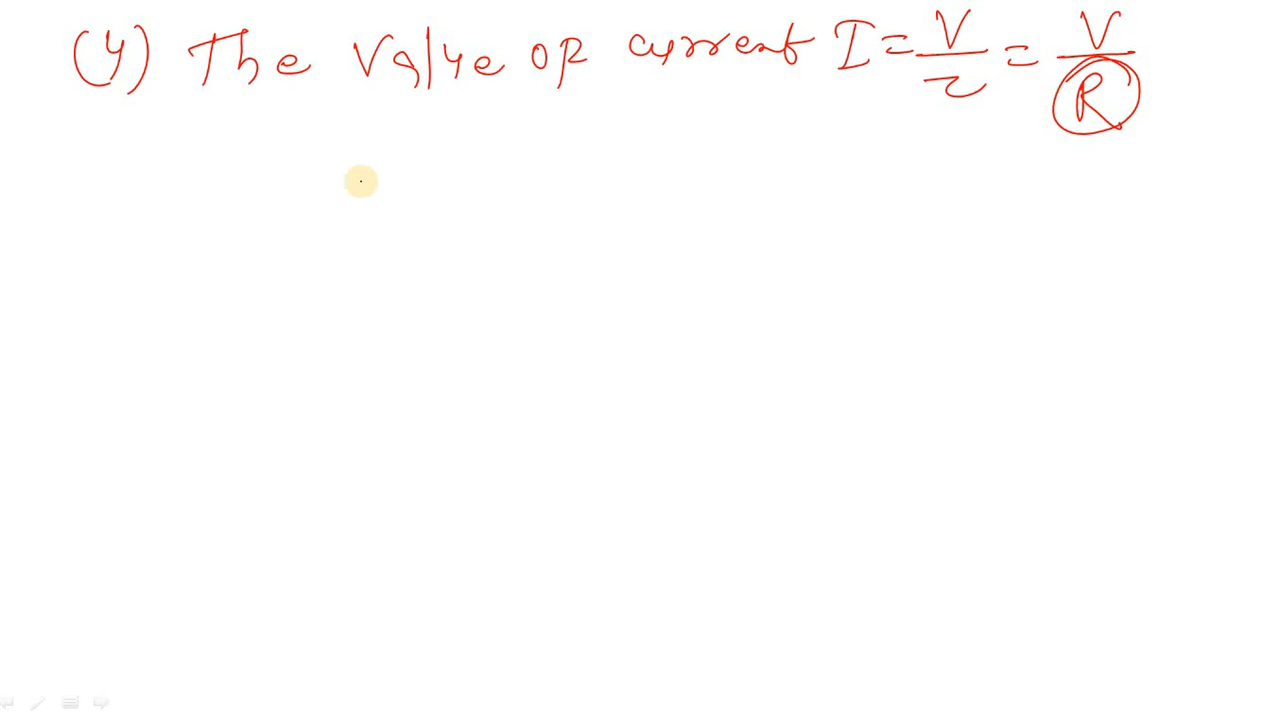 (4) The Value of current I = V/Z = V/R